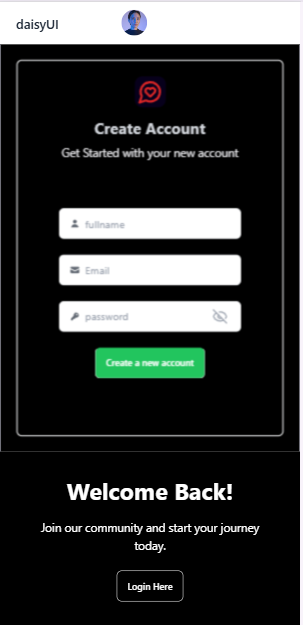 daisyUI
Create Account
Get Started with your new account
fullname
Email
password
Create a new account
Welcome Back!
Join our community and start your journey
today.
Login Here